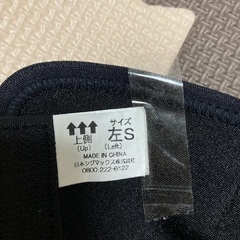 サイズ
↑↑↑ 左S
上側
(Up) (Left)
MADE IN CHINA
日本シグマックス株式会社
0800-222-6122